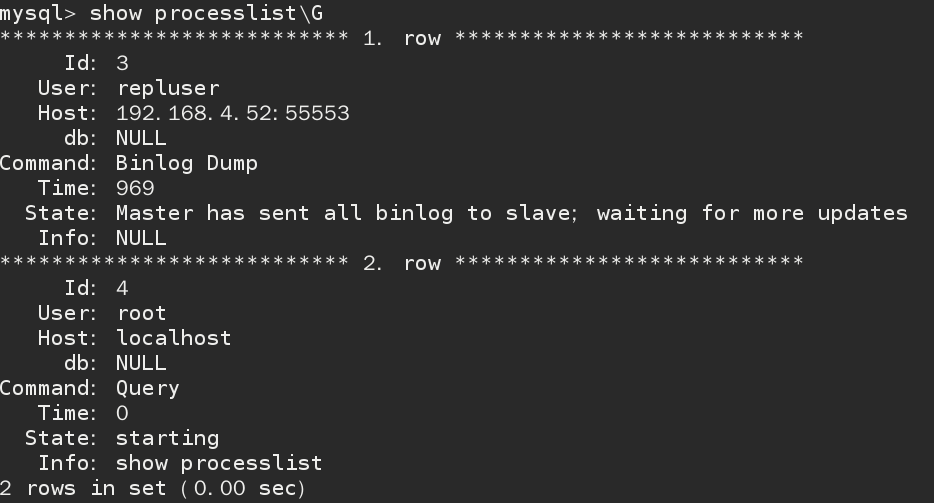 mysql> show processlist\G
*************************** 1. row ***************************
Id: 3
User: repluser
Host: 192.168.4.52:55553
db: NULL
Command: Binlog Dump
Time: 969
State: Master has sent all binlog to slave; waiting for more updates
Info: NULL
*************************** 2. row ***************************
Id: 4
User: root
Host: localhost
db: NULL
Command: Query
Time: 0
State: starting
Info: show processlist
2 rows in set (0.00 sec)